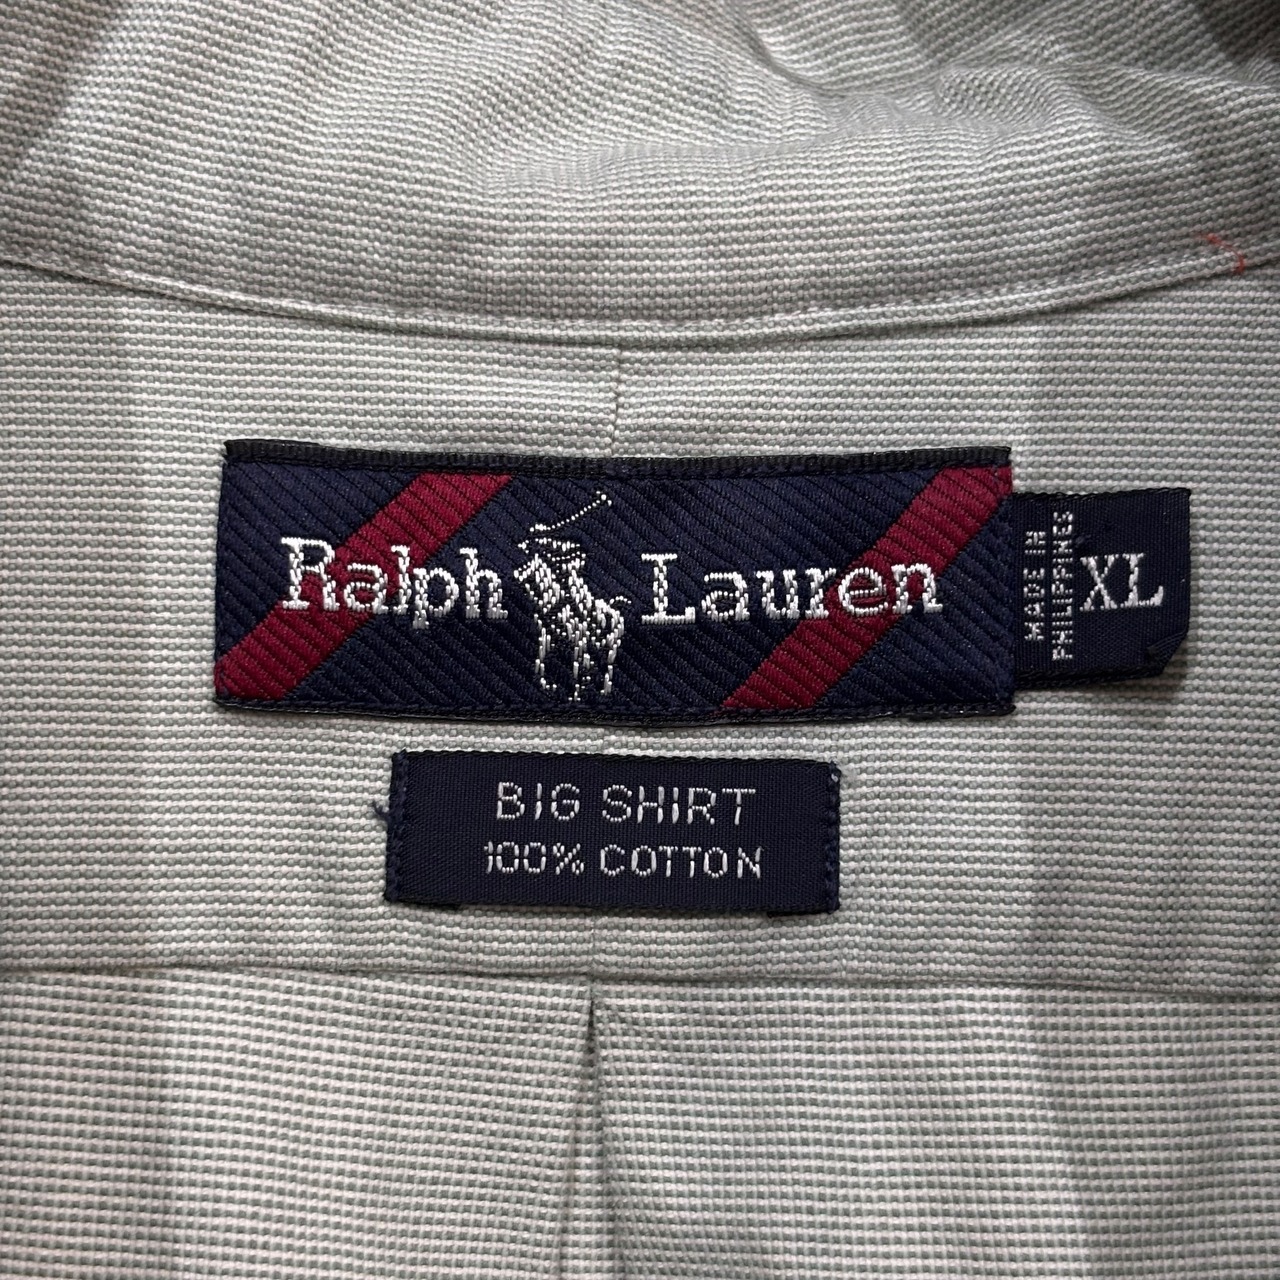 Ralph Lauren
MADE IN
PHILIPPINES
XL
BIG SHIRT
100% COTTON